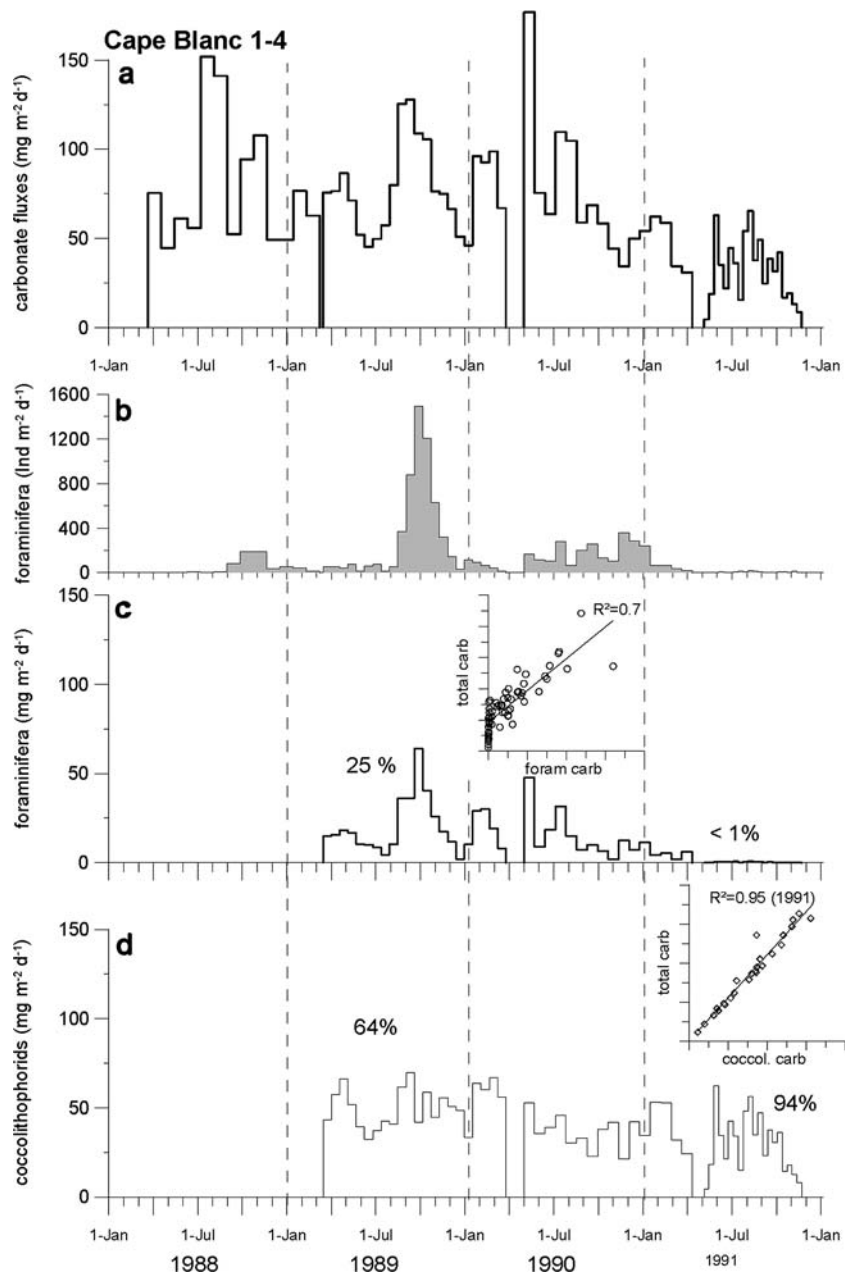 Cape Blanc 1-4
a
carbonate fluxes (mg m⁻² d⁻¹)
150
100
50
0
1-Jan 1-Jul 1-Jan 1-Jul 1-Jan 1-Jul 1-Jan 1-Jul 1-Jan
b
foraminifera (Ind m⁻² d⁻¹)
1600
1200
800
400
0
c
foraminifera (mg m⁻² d⁻¹)
150
100
50
0
R²=0.7
total carb
foram carb
25 %
< 1%
d
coccolithophorids (mg m⁻² d⁻¹)
150
100
50
0
R²=0.95 (1991)
total carb
coccol. carb
64%
94%
1-Jan 1-Jul 1-Jan 1-Jul 1-Jan 1-Jul 1-Jan 1-Jul 1-Jan
1988 1989 1990 1991